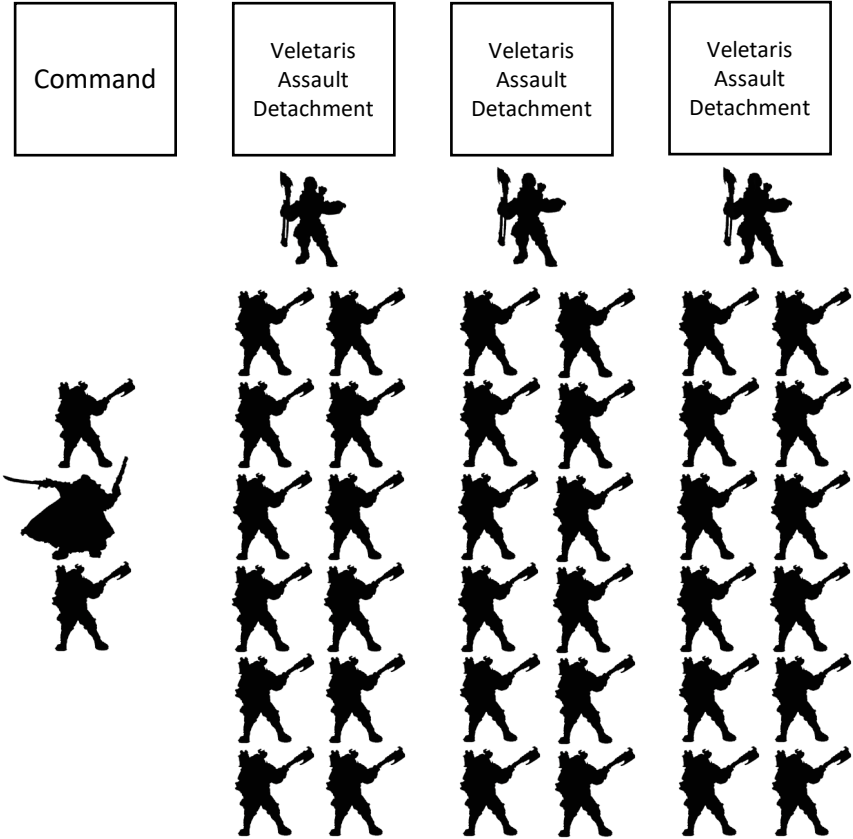 Command
Veletaris
Assault
Detachment
Veletaris
Assault
Detachment
Veletaris
Assault
Detachment